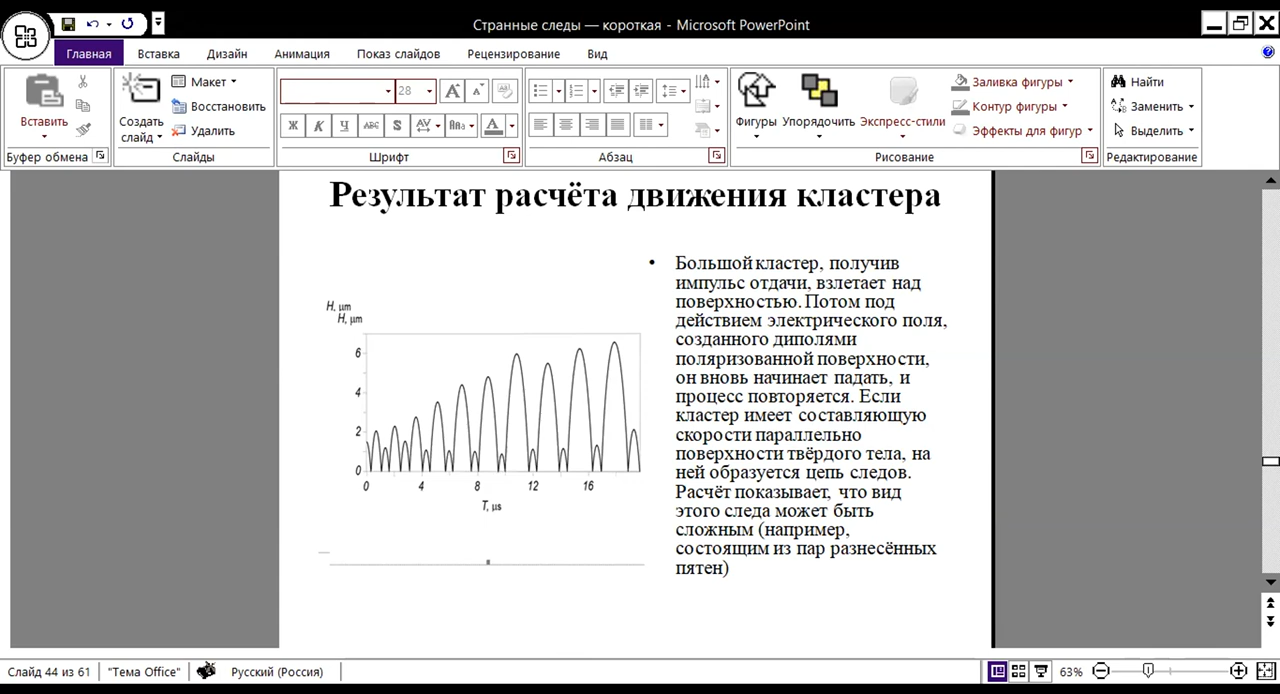 Странные следы — короткая - Microsoft PowerPoint
Главная
Вставка
Дизайн
Анимация
Показ слайдов
Рецензирование
Вид
Вставить
Буфер обмена
Создать
слайд
Макет
Восстановить
Удалить
Слайды
28
Ж К Ч ABC S AV Aa A
Шрифт
Абзац
Фигуры
Упорядочить
Экспресс-стили
Заливка фигуры
Контур фигуры
Эффекты для фигур
Рисование
Найти
Заменить
Выделить
Редактирование
Результат расчёта движения кластера
• Большой кластер, получив
импульс отдачи, взлетает над
поверхностью. Потом под
действием электрического поля,
созданного диполями
поляризованной поверхности,
он вновь начинает падать, и
процесс повторяется. Если
кластер имеет составляющую
скорости параллельно
поверхности твёрдого тела, на
ней образуется цепь следов.
Расчёт показывает, что вид
этого следа может быть
сложным (например,
состоящим из пар разнесённых
пятен)
H, μm
H, μm
6
4
2
0
0 4 8 12 16
T, μs
Слайд 44 из 61
"Тема Office"
Русский (Россия)
63%